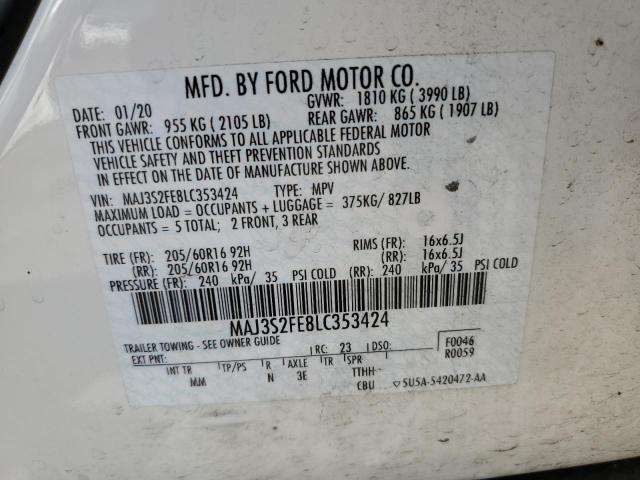 MFD. BY FORD MOTOR CO.
DATE: 01/20 GVWR: 1810 KG ( 3990 LB)
FRONT GAWR: 955 KG ( 2105 LB) REAR GAWR: 865 KG ( 1907 LB)
THIS VEHICLE CONFORMS TO ALL APPLICABLE FEDERAL MOTOR
VEHICLE SAFETY AND THEFT PREVENTION STANDARDS
IN EFFECT ON THE DATE OF MANUFACTURE SHOWN ABOVE.
VIN: MAJ3S2FE8LC353424 TYPE: MPV
MAXIMUM LOAD = OCCUPANTS + LUGGAGE = 375KG/ 827LB
OCCUPANTS = 5 TOTAL; 2 FRONT, 3 REAR
TIRE (FR): 205/60R16 92H RIMS (FR): 16x6.5J
(RR): 205/60R16 92H (RR): 16x6.5J
PRESSURE (FR): 240 kPa/ 35 PSI COLD (RR): 240 kPa/ 35 PSI COLD
MAJ3S2FE8LC353424
TRAILER TOWING - SEE OWNER GUIDE RC: 23 DSO: F0046
EXT PNT: R0059
INT TR TP/PS R AXLE TR SPR
MM N 3E TTHH
CBU 5U5A-5420472-AA